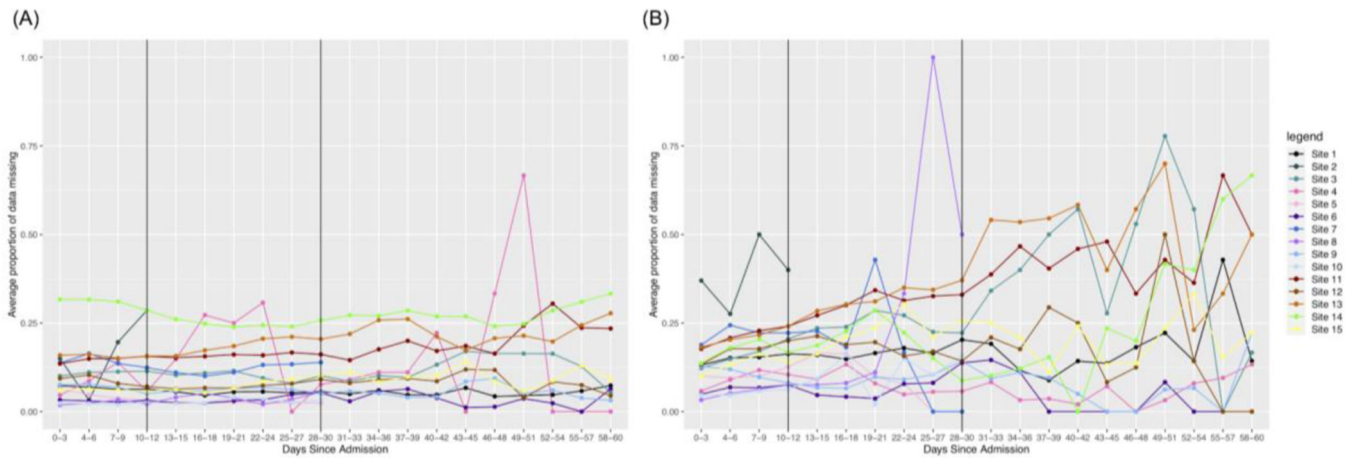 (A)
(B)
Average proportion of data missing
1.00
0.75
0.50
0.25
0.00
0–3 4–6 7–9 10–12 13–15 16–18 19–21 22–24 25–27 28–30 31–33 34–36 37–39 40–42 43–45 46–48 49–51 52–54 55–57 58–60
Days Since Admission
Average proportion of data missing
1.00
0.75
0.50
0.25
0.00
0–3 4–6 7–9 10–12 13–15 16–18 19–21 22–24 25–27 28–30 31–33 34–36 37–39 40–42 43–45 46–48 49–51 52–54 55–57 58–60
Days Since Admission
legend
Site 1
Site 2
Site 3
Site 4
Site 5
Site 6
Site 7
Site 8
Site 9
Site 10
Site 11
Site 12
Site 13
Site 14
Site 15